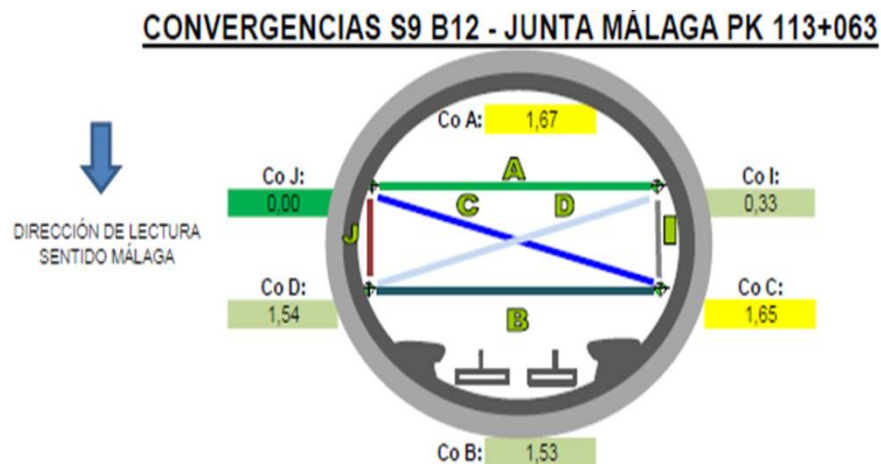 CONVERGENCIAS S9 B12 - JUNTA MÁLAGA PK 113+063
Co A: 1,67
Co J:
0,00
A
Co I:
0,33
C D
J I
DIRECCIÓN DE LECTURA
SENTIDO MÁLAGA
Co D:
1,54
Co C:
1,65
B
Co B: 1,53